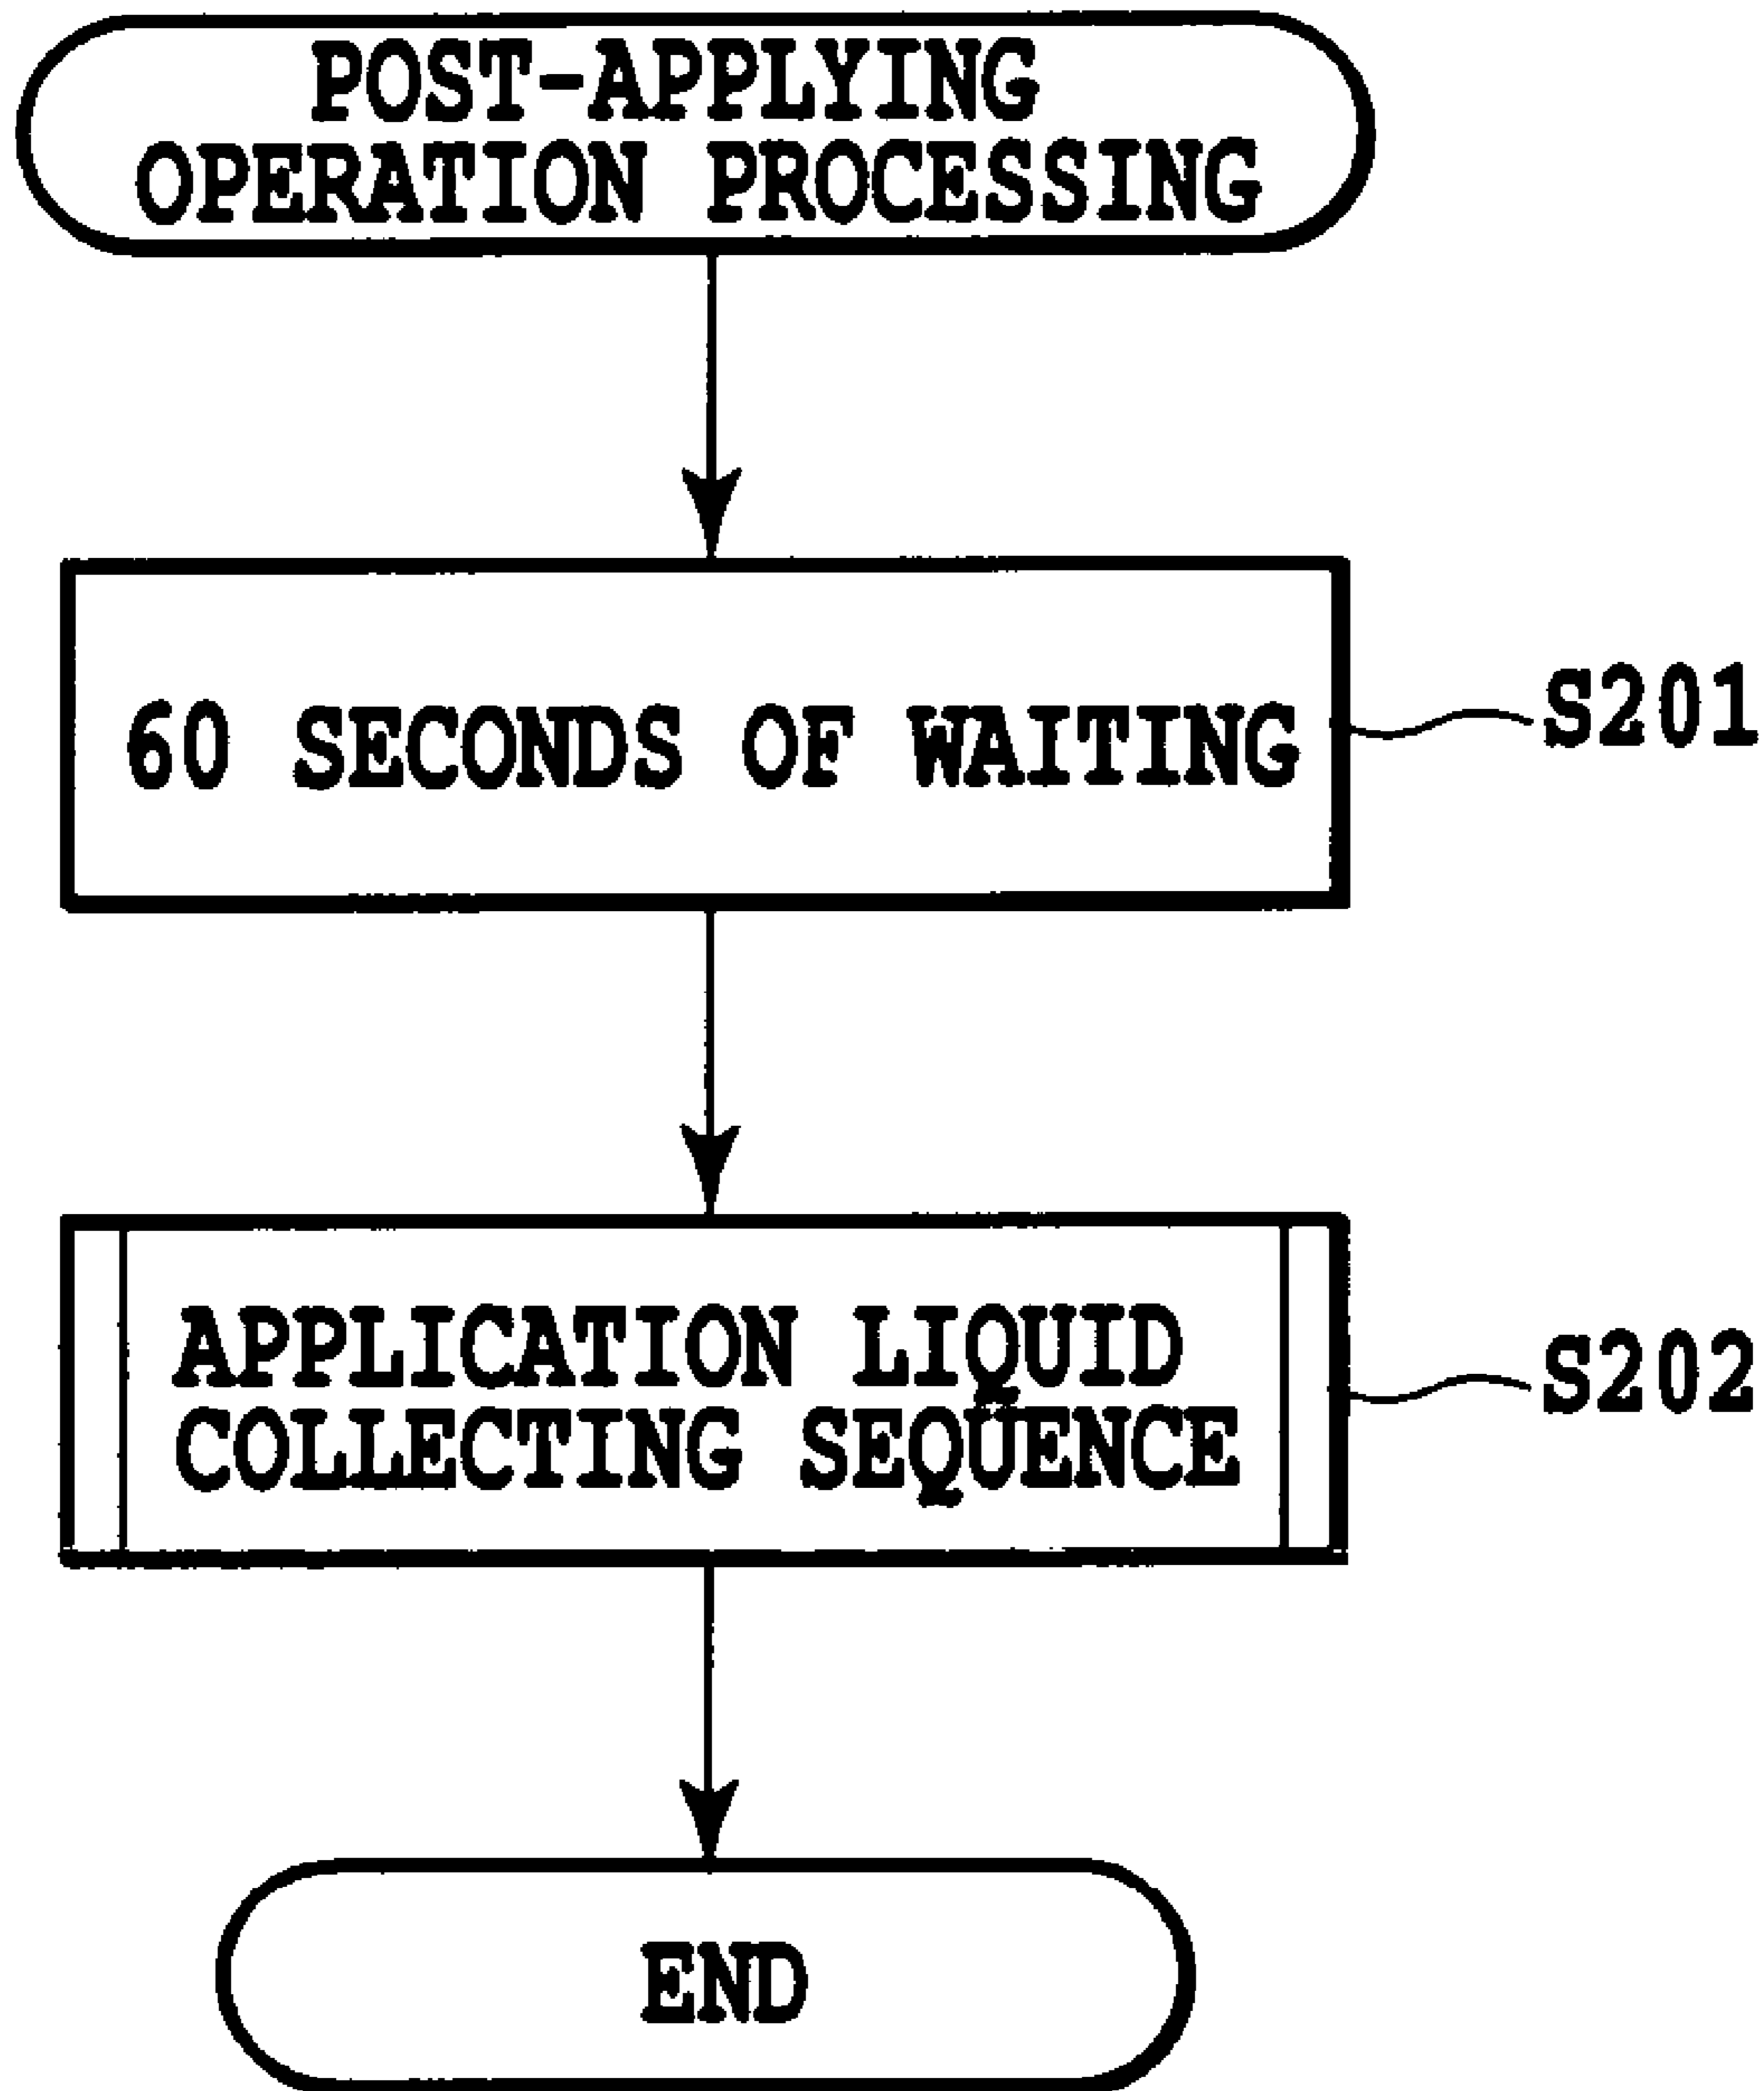 POST-APPLYING
OPERATION PROCESSING
60 SECONDS OF WAITING
S201
APPLICATION LIQUID
COLLECTING SEQUENCE
S202
END